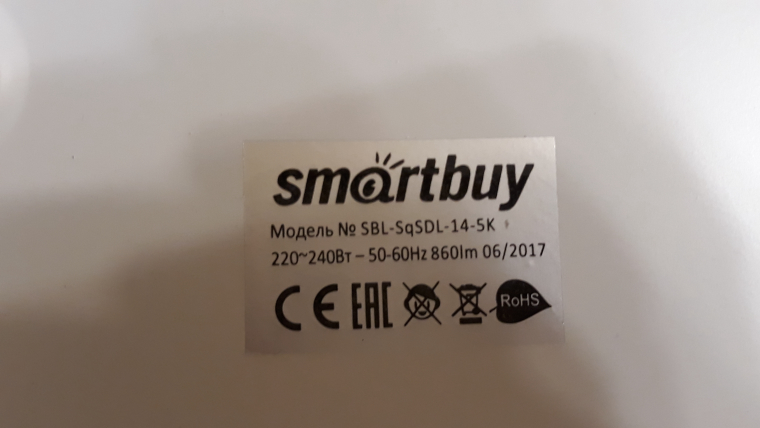 smartbuy
Модель № SBL-SqSDL-14-5K
220~240Вт – 50-60Hz 860lm 06/2017
CE EAC RoHS